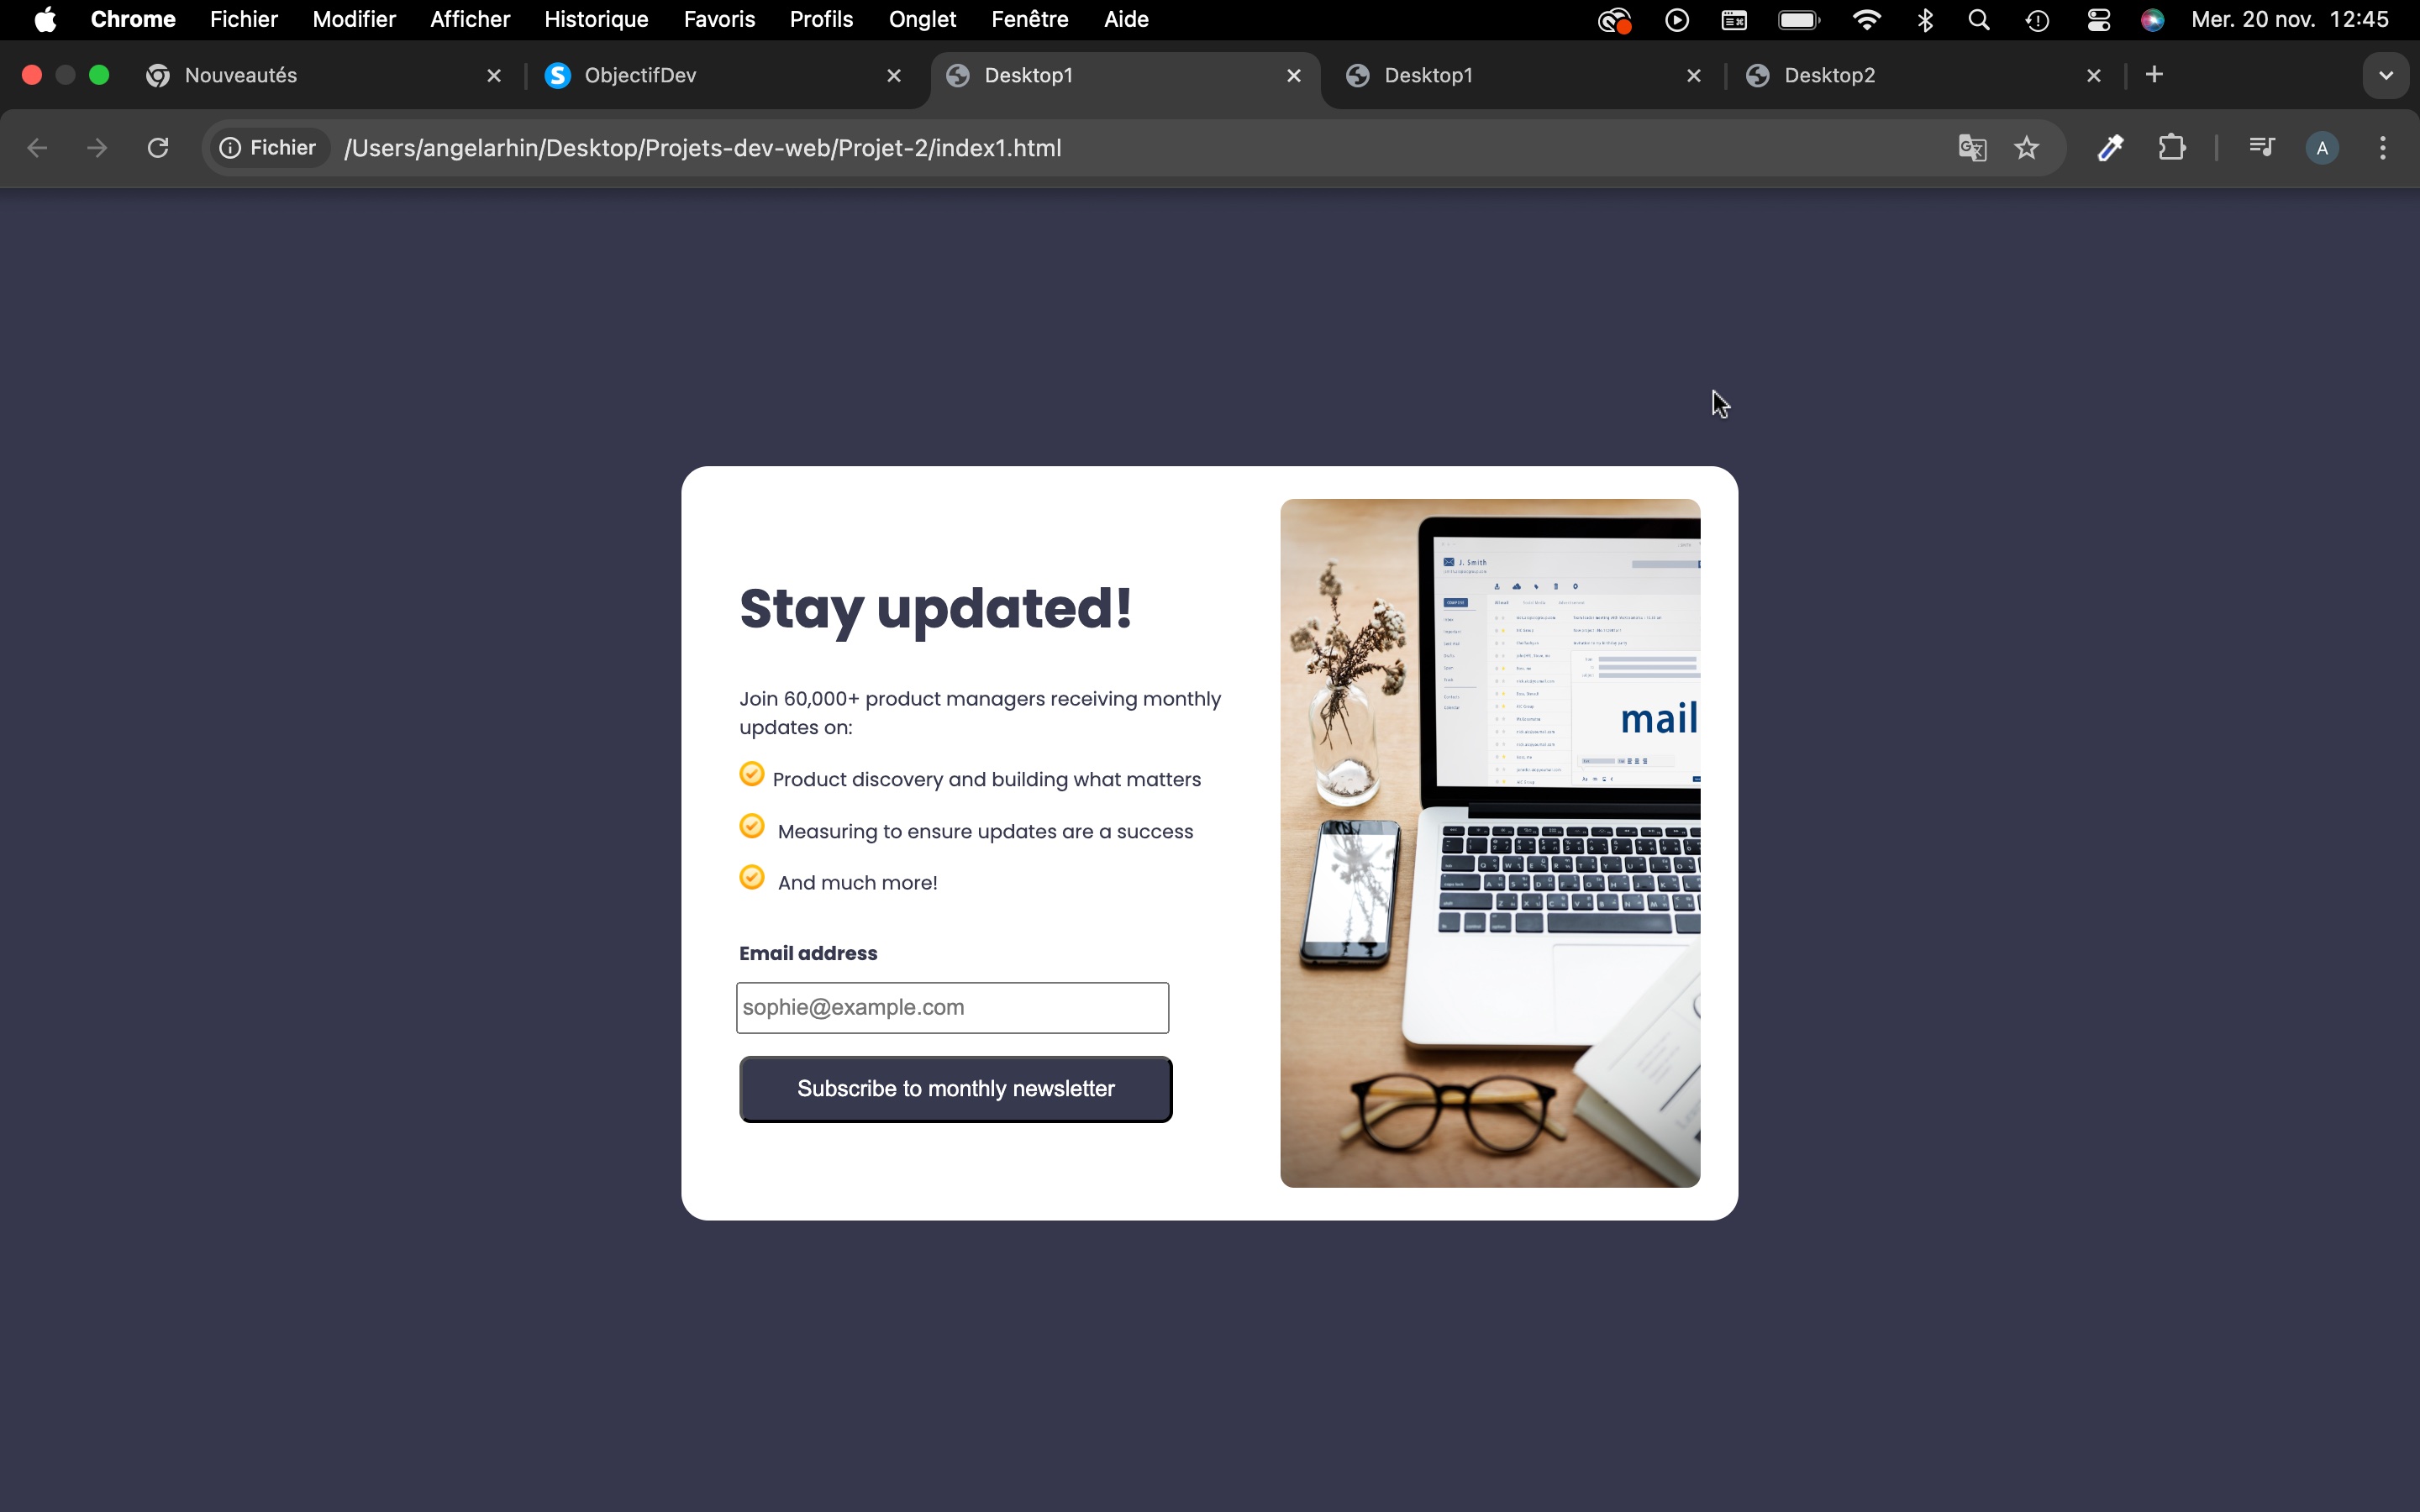 Chrome Fichier Modifier Afficher Historique Favoris Profils Onglet Fenêtre Aide Mer. 20 nov. 12:45
Nouveautés ObjectifDev Desktop1 Desktop1 Desktop2
Fichier /Users/angelarhin/Desktop/Projets-dev-web/Projet-2/index1.html A
Stay updated!
Join 60,000+ product managers receiving monthly
updates on:
Product discovery and building what matters
Measuring to ensure updates are a success
And much more!
Email address
sophie@example.com
Subscribe to monthly newsletter
J. Smith
mail